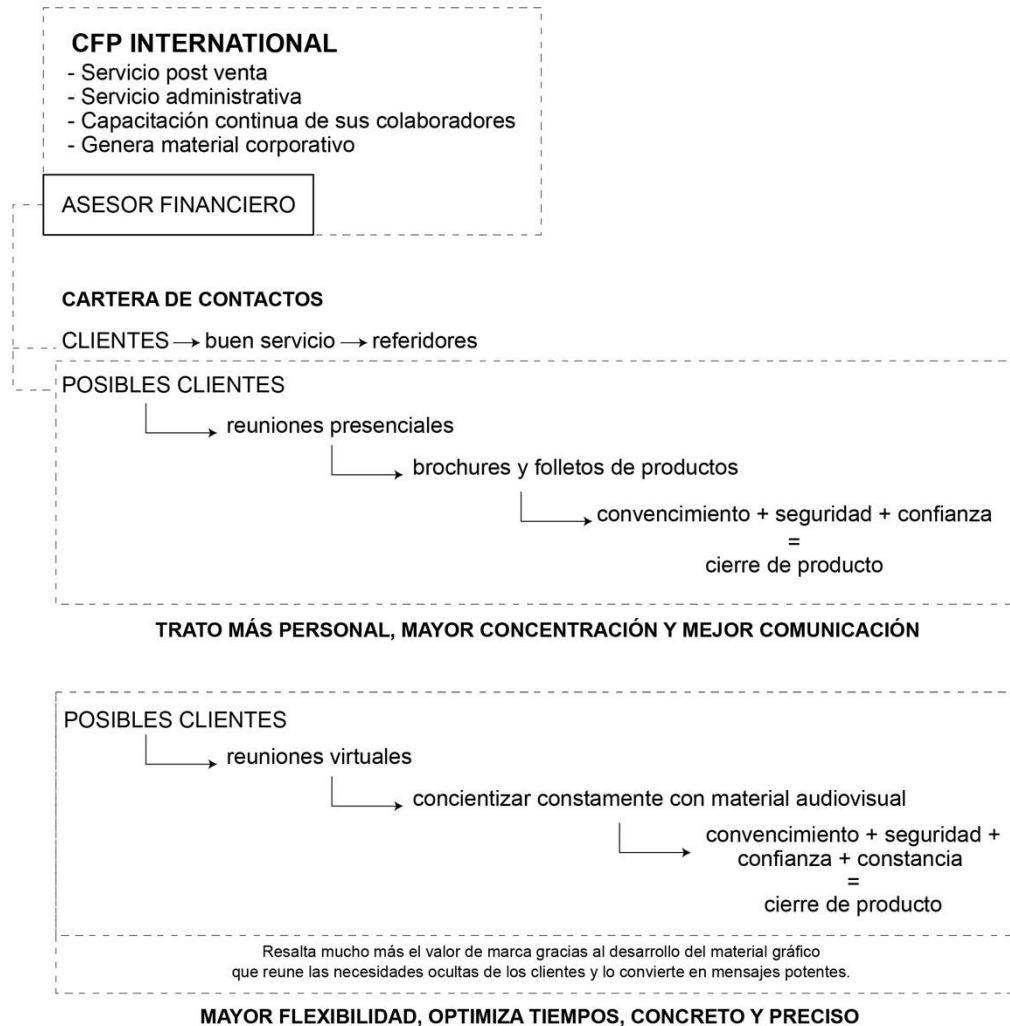 CFP INTERNATIONAL
- Servicio post venta
- Servicio administrativa
- Capacitación continua de sus colaboradores
- Genera material corporativo
ASESOR FINANCIERO
CARTERA DE CONTACTOS
CLIENTES → buen servicio → referidores
POSIBLES CLIENTES
reuniones presenciales
brochures y folletos de productos
convencimiento + seguridad + confianza
=
cierre de producto
TRATO MÁS PERSONAL, MAYOR CONCENTRACIÓN Y MEJOR COMUNICACIÓN
POSIBLES CLIENTES
reuniones virtuales
concientizar constamente con material audiovisual
convencimiento + seguridad +
confianza + constancia
=
cierre de producto
Resalta mucho más el valor de marca gracias al desarrollo del material gráfico
que reune las necesidades ocultas de los clientes y lo convierte en mensajes potentes.
MAYOR FLEXIBILIDAD, OPTIMIZA TIEMPOS, CONCRETO Y PRECISO